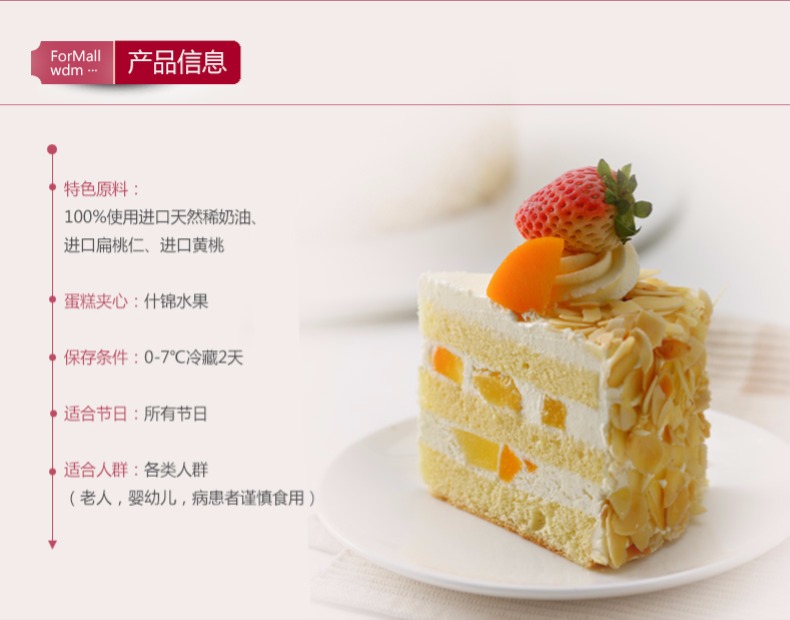 ForMall
wdm ···
产品信息
特色原料：
100%使用进口天然稀奶油、
进口扁桃仁、进口黄桃
蛋糕夹心：什锦水果
保存条件：0-7℃冷藏2天
适合节日：所有节日
适合人群：各类人群
（老人，婴幼儿，病患者谨慎食用）